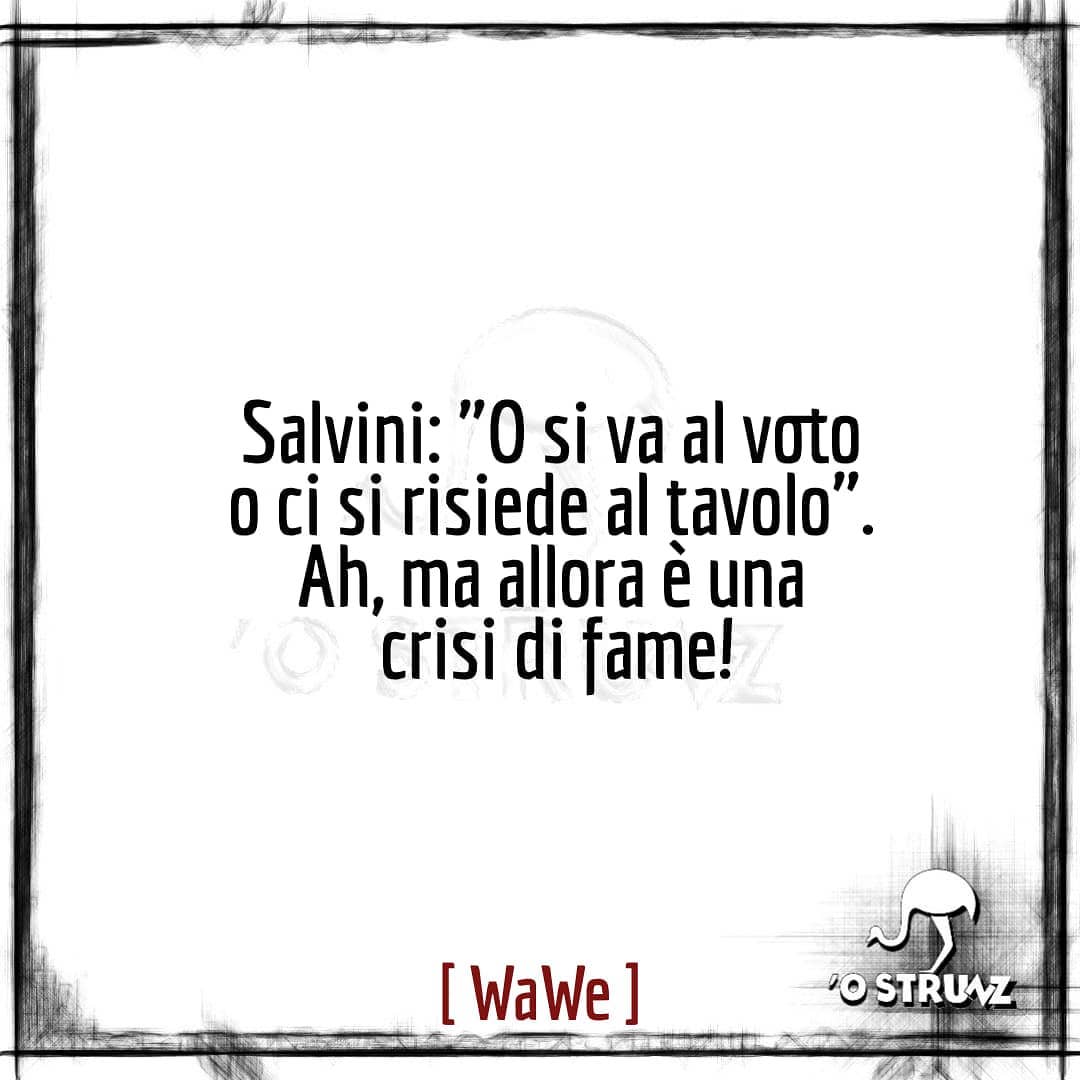 Salvini: "O si va al voto
o ci si risiede al tavolo".
Ah, ma allora è una
crisi di fame!
'O STRUNZ
[ WaWe ]
'O STRUNZ